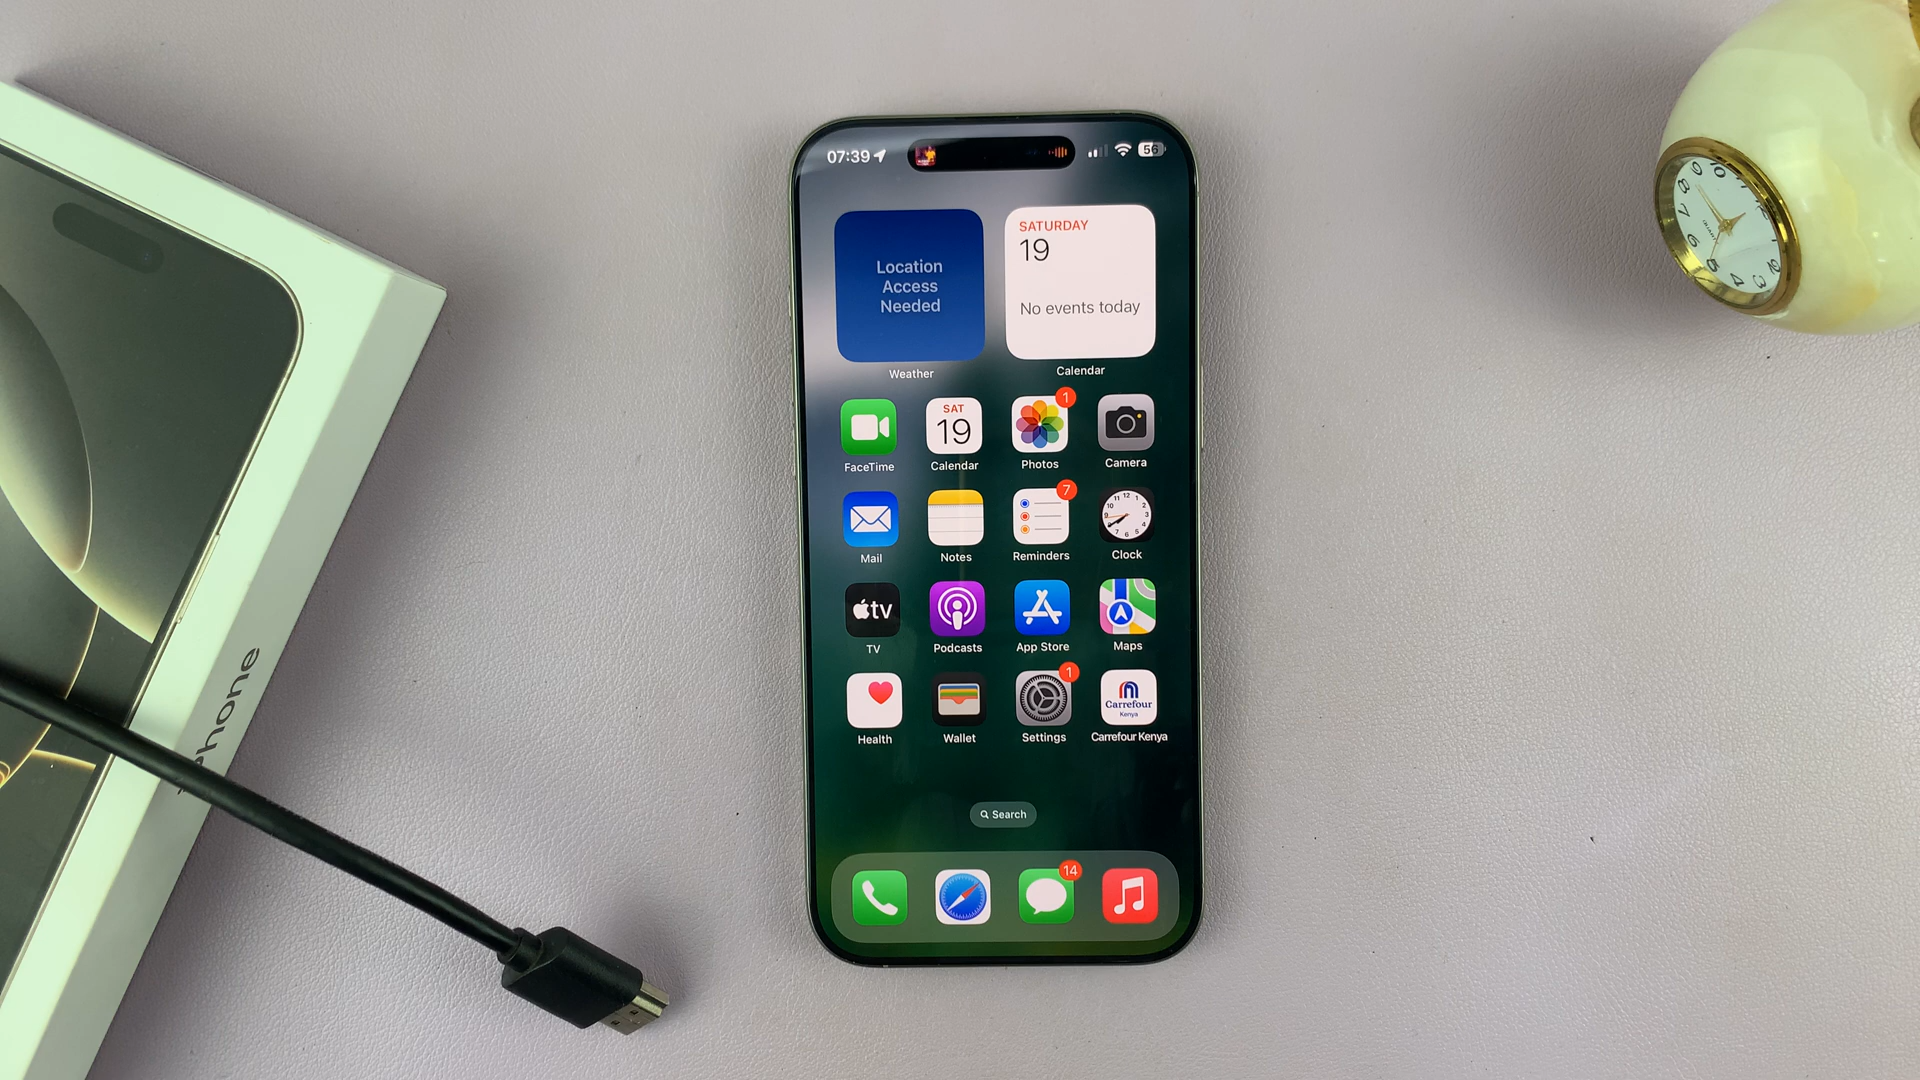 07:39
56
Location
Access
Needed
Weather
SATURDAY
19
No events today
Calendar
FaceTime
SAT
19
Calendar
1
Photos
Camera
Mail
Notes
7
Reminders
Clock
tv
TV
Podcasts
App Store
Maps
Health
Wallet
1
Settings
Carrefour
Kenya
Carrefour Kenya
Search
14
iPhone